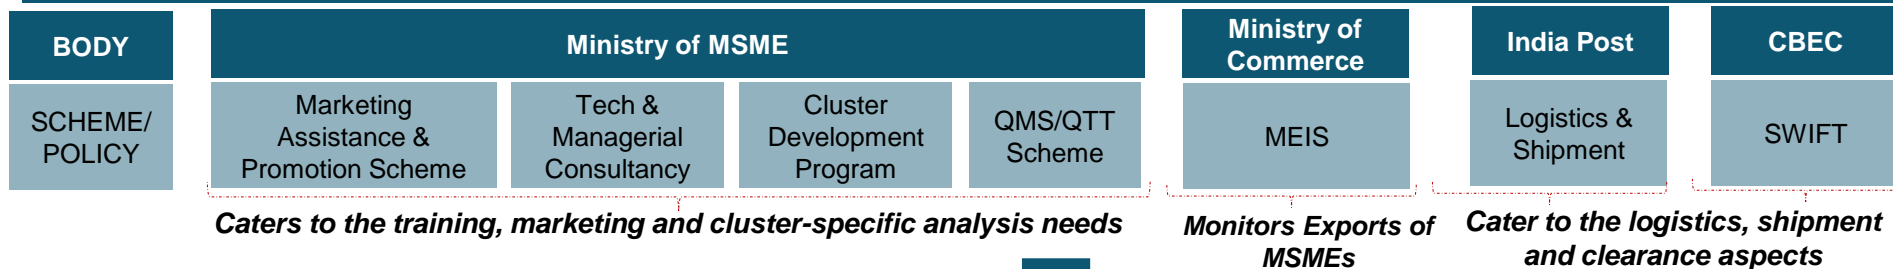 BODY
Ministry of MSME
Ministry of
Commerce
India Post
CBEC
SCHEME/
POLICY
Marketing
Assistance &
Promotion Scheme
Tech &
Managerial
Consultancy
Cluster
Development
Program
QMS/QTT
Scheme
MEIS
Logistics &
Shipment
SWIFT
Caters to the training, marketing and cluster-specific analysis needs
Monitors Exports of
MSMEs
Cater to the logistics, shipment
and clearance aspects